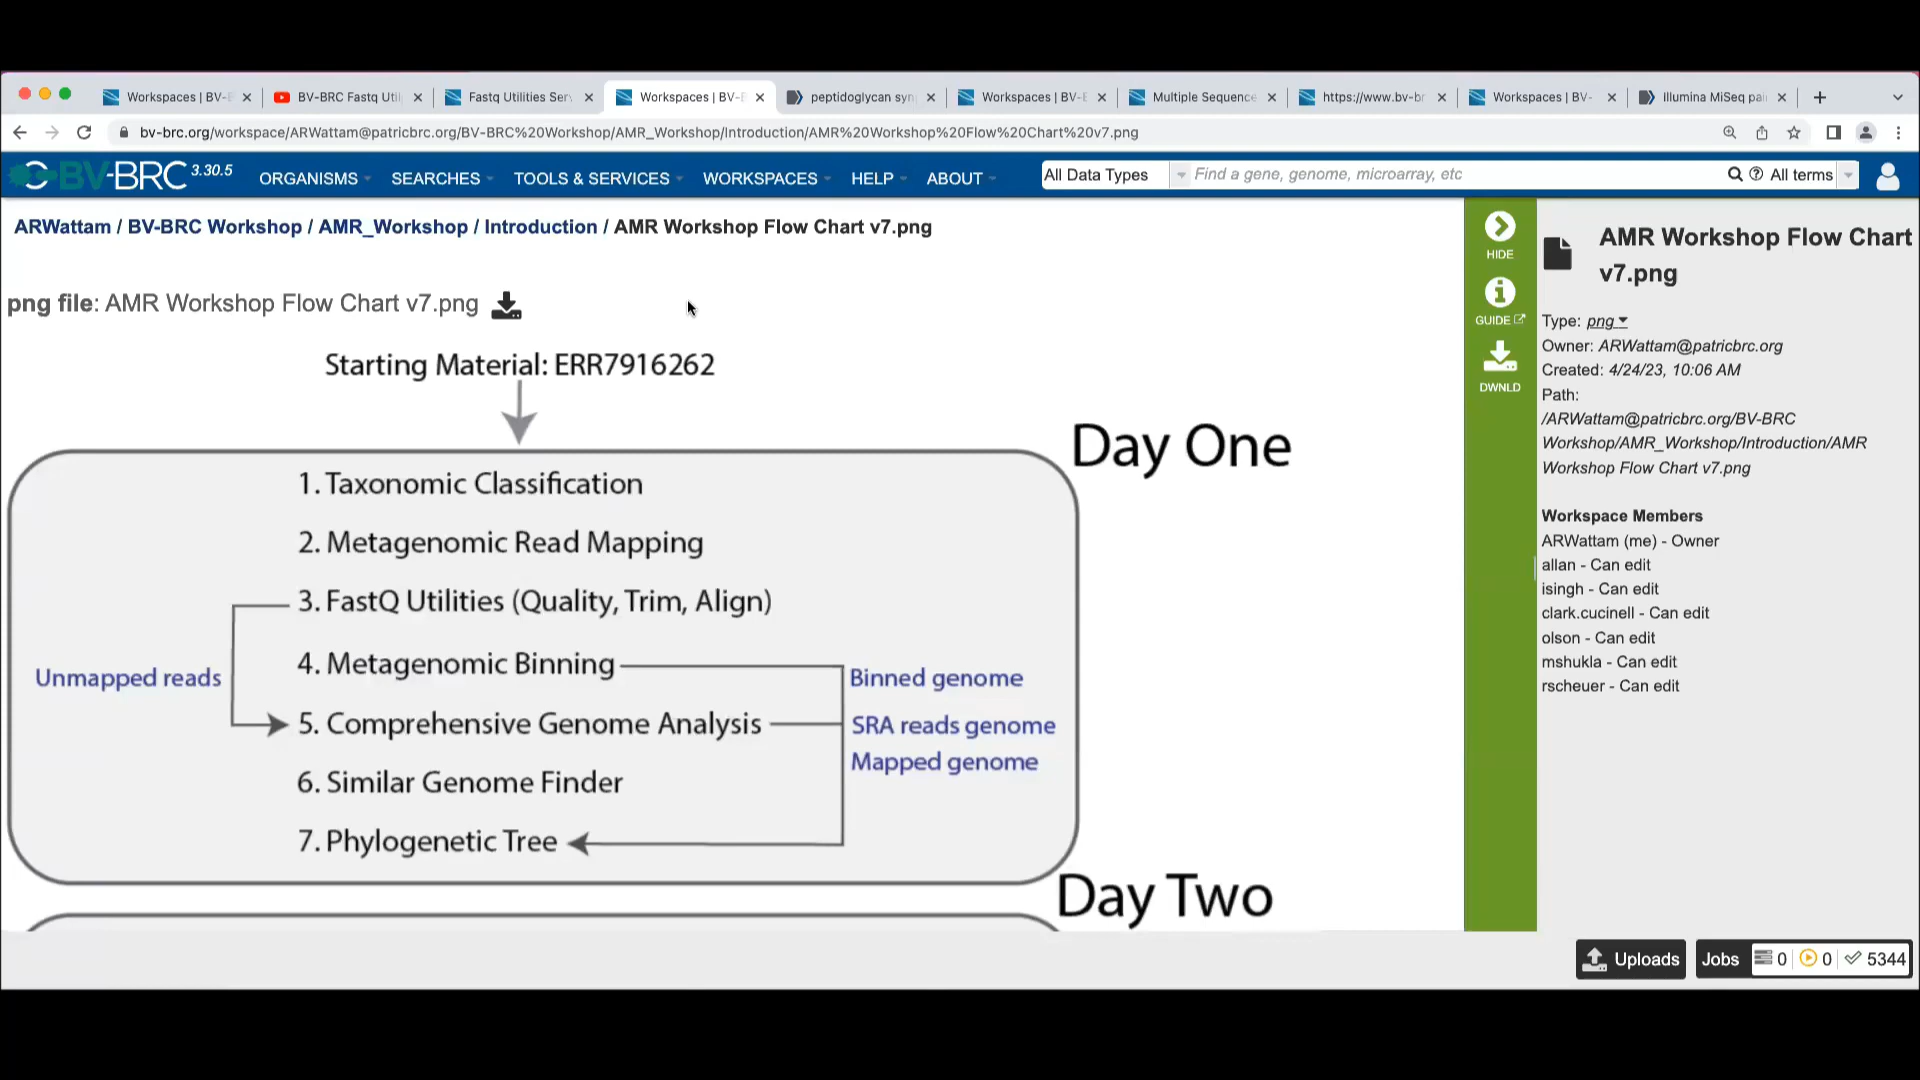 Workspaces | BV-B
BV-BRC Fastq Util
Fastq Utilities Ser
Workspaces | BV-B
peptidoglycan syn
Workspaces | BV-B
Multiple Sequence
https://www.bv-br
Workspaces | BV-
Illumina MiSeq pai
bv-brc.org/workspace/ARWattam@patricbrc.org/BV-BRC%20Workshop/AMR_Workshop/Introduction/AMR%20Workshop%20Flow%20Chart%20v7.png
BV-BRC 3.30.5
ORGANISMS
SEARCHES
TOOLS & SERVICES
WORKSPACES
HELP
ABOUT
All Data Types
Find a gene, genome, microarray, etc
All terms
ARWattam / BV-BRC Workshop / AMR_Workshop / Introduction / AMR Workshop Flow Chart v7.png
png file: AMR Workshop Flow Chart v7.png
Starting Material: ERR7916262
Day One
1. Taxonomic Classification
2. Metagenomic Read Mapping
3. FastQ Utilities (Quality, Trim, Align)
4. Metagenomic Binning
Unmapped reads
Binned genome
5. Comprehensive Genome Analysis
SRA reads genome
Mapped genome
6. Similar Genome Finder
7. Phylogenetic Tree
Day Two
HIDE
GUIDE
DWNLD
AMR Workshop Flow Chart
v7.png
Type: png
Owner: ARWattam@patricbrc.org
Created: 4/24/23, 10:06 AM
Path:
/ARWattam@patricbrc.org/BV-BRC
Workshop/AMR_Workshop/Introduction/AMR
Workshop Flow Chart v7.png
Workspace Members
ARWattam (me) - Owner
allan - Can edit
isingh - Can edit
clark.cucinell - Can edit
olson - Can edit
mshukla - Can edit
rscheuer - Can edit
Uploads
Jobs 0 0 5344